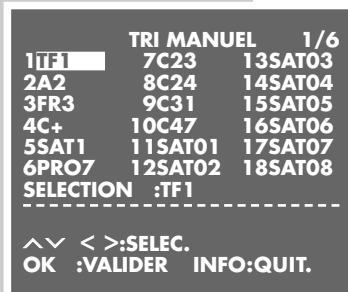 TRI MANUEL 1/6
1TF1 7C23 13SAT03
2A2 8C24 14SAT04
3FR3 9C31 15SAT05
4C+ 10C47 16SAT06
5SAT1 11SAT01 17SAT07
6PRO7 12SAT02 18SAT08
SELECTION :TF1
< >:SELEC.
OK :VALIDER INFO:QUIT.